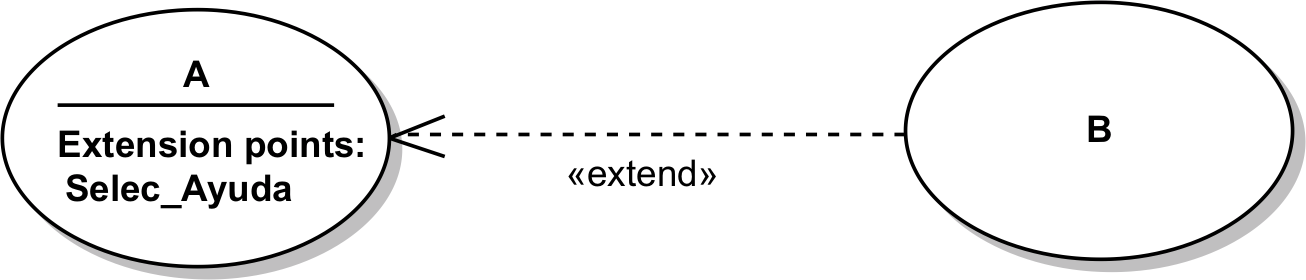 A
Extension points:
Selec_Ayuda
«extend»
B